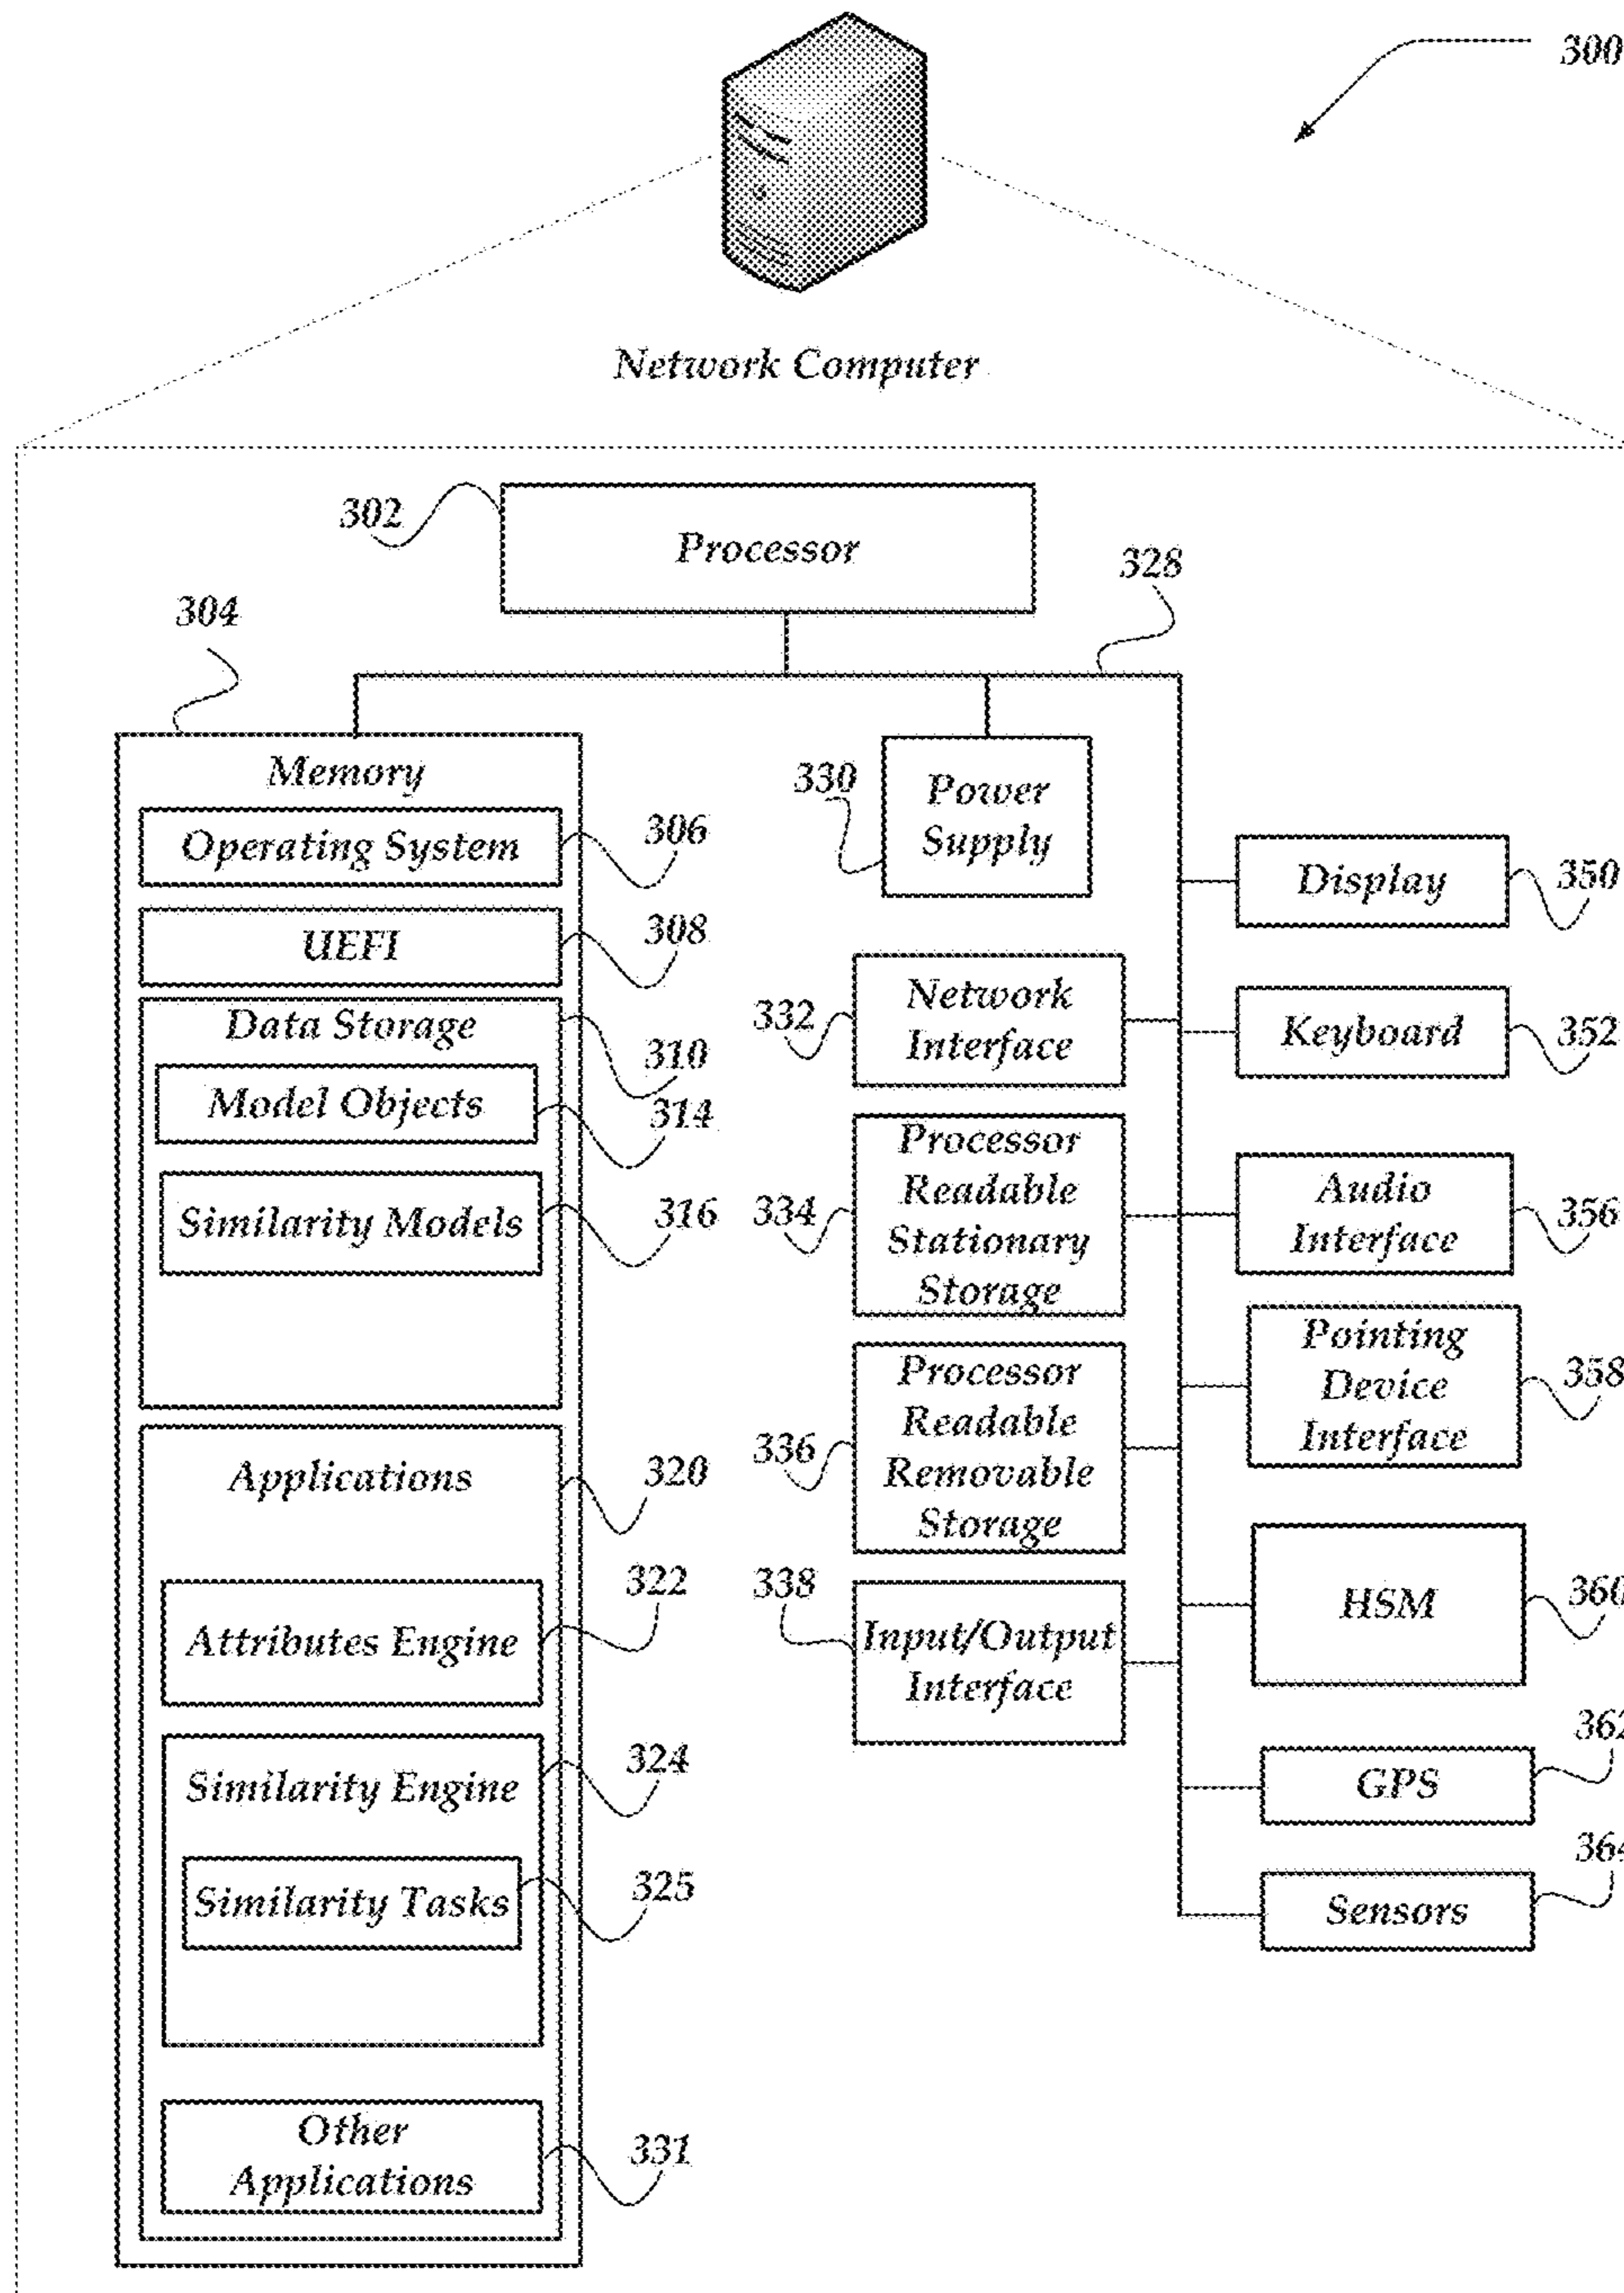 300
Network Computer
302
Processor
328
304
Memory
Operating System
306
UEFI
308
Data Storage
310
Model Objects
314
Similarity Models
316
Applications
320
Attributes Engine
322
Similarity Engine
324
Similarity Tasks
325
Other
Applications
331
330
Power
Supply
332
Network
Interface
334
Processor
Readable
Stationary
Storage
336
Processor
Readable
Removable
Storage
338
Input/Output
Interface
Display
350
Keyboard
352
Audio
Interface
356
Pointing
Device
Interface
358
HSM
360
GPS
362
Sensors
364